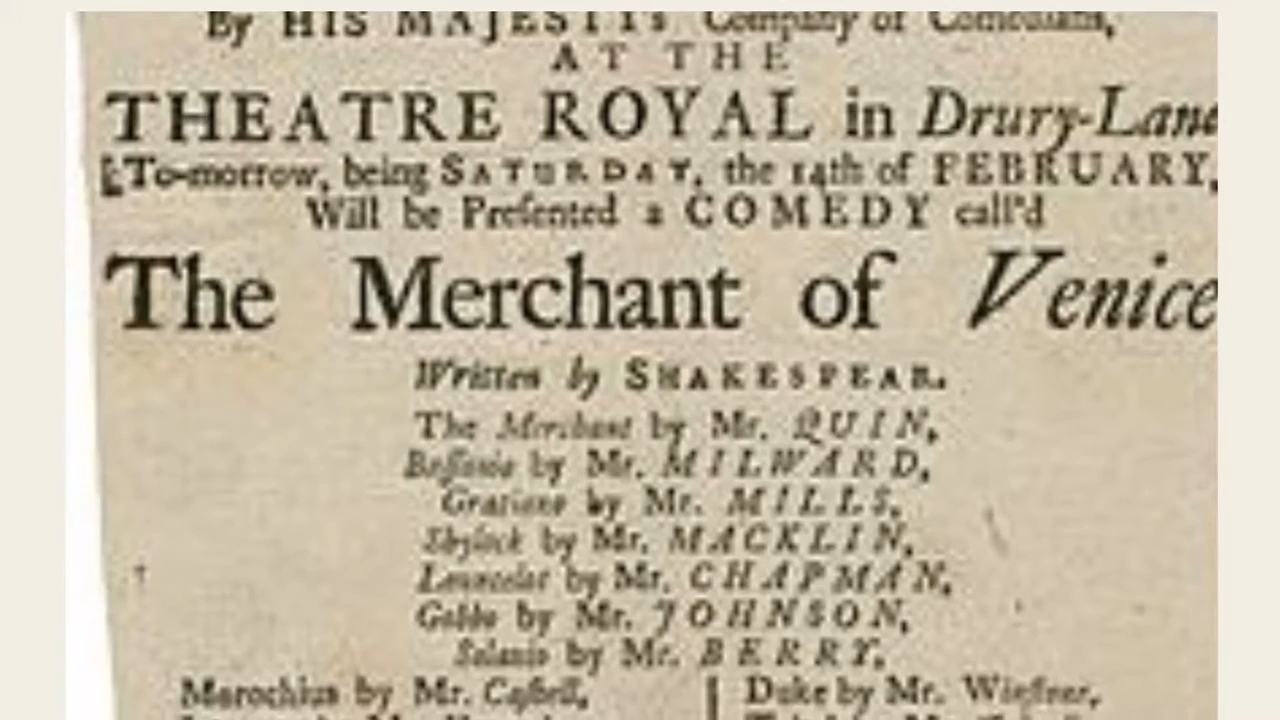 By HIS MAJESTY's Company of Comedians,
AT THE
THEATRE ROYAL in Drury-Lane
To-morrow, being SATURDAY, the 14th of FEBRUARY,
Will be Preſented a COMEDY call'd
The Merchant of Venice
Written by SHAKESPEAR.
The Merchant by Mr. QUIN,
Baſſanio by Mr. MILWARD,
Gratiano by Mr. MILLS,
Shylock by Mr. MACKLIN,
Launcelot by Mr. CHAPMAN,
Gobbo by Mr. JOHNSON,
Solanio by Mr. BERRY,
Morochius by Mr. Caſhell,
Duke by Mr. Winſtone,